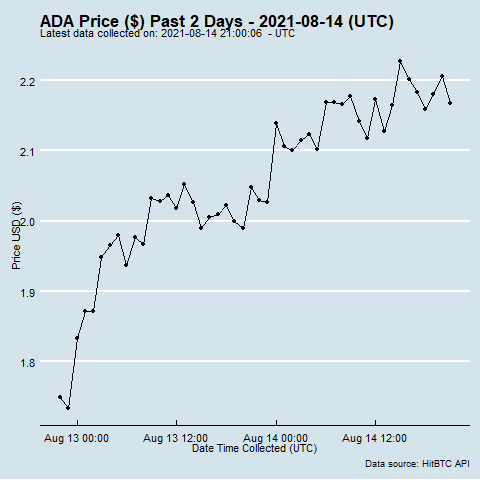 ADA Price ($) Past 2 Days - 2021-08-14 (UTC)
Latest data collected on: 2021-08-14 21:00:06 - UTC
Price USD ($)
2.2
2.1
2.0
1.9
1.8
Aug 13 00:00 Aug 13 12:00 Aug 14 00:00 Aug 14 12:00
Date Time Collected (UTC)
Data source: HitBTC API